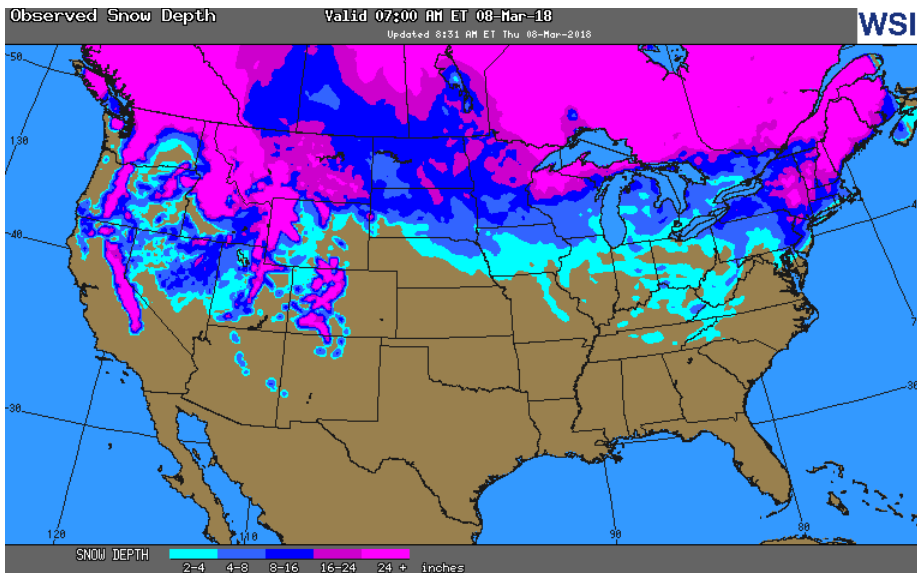 Observed Snow Depth
Valid 07:00 AM ET 08-Mar-18
Updated 8:31 AM ET Thu 08-Mar-2018
WSI
50
130
40
30
120
110
90
80
30
SNOW DEPTH
2-4 4-8 8-16 16-24 24 + inches